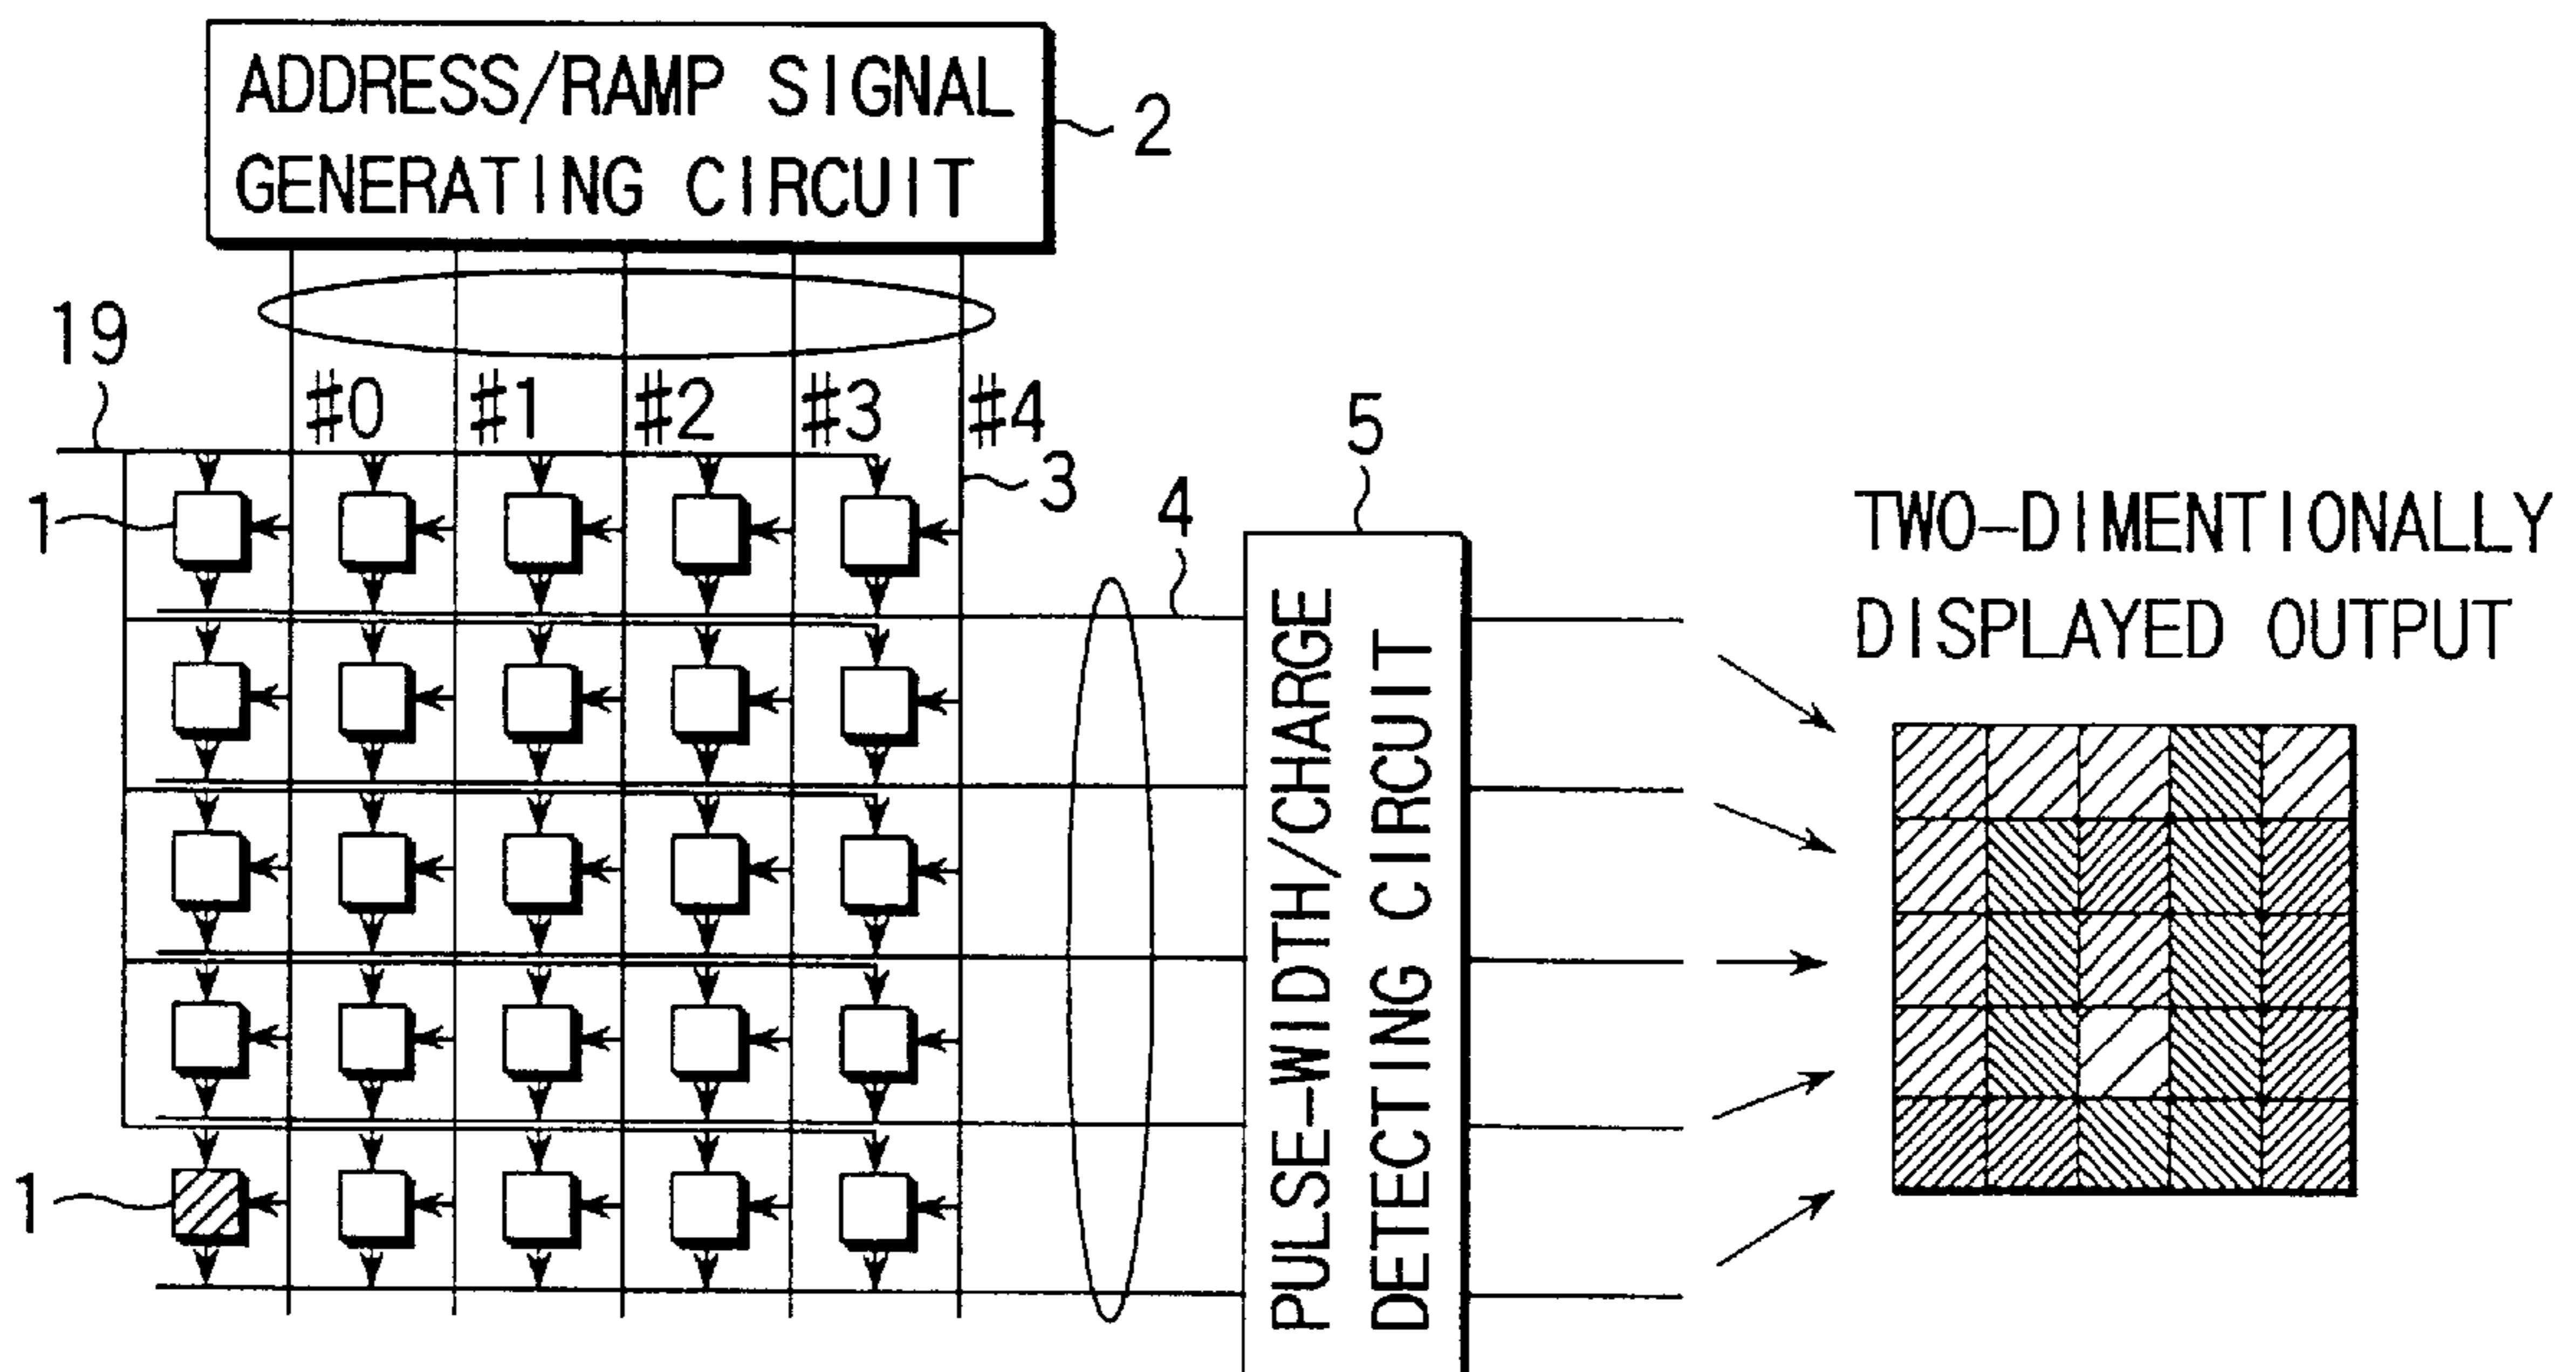 ADDRESS/RAMP SIGNAL
GENERATING CIRCUIT
2
19
#0 #1 #2 #3 #4
3
1
4
5
PULSE-WIDTH/CHARGE
DETECTING CIRCUIT
TWO-DIMENTIONALLY
DISPLAYED OUTPUT
1